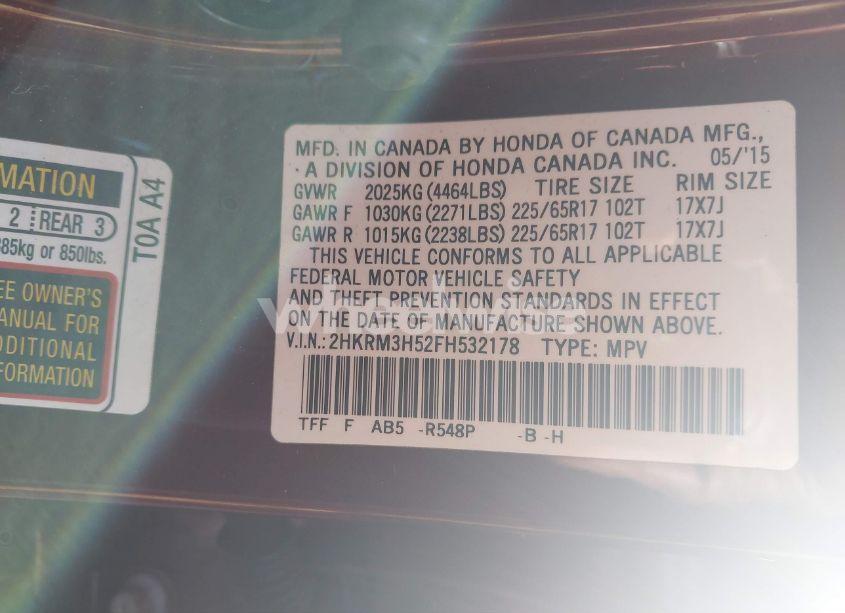 MATION
2 REAR 3
385kg or 850lbs.
EE OWNER'S
ANUAL FOR
DDITIONAL
FORMATION
T0A A4
MFD. IN CANADA BY HONDA OF CANADA MFG.,
A DIVISION OF HONDA CANADA INC. 05/'15
GVWR 2025KG (4464LBS) TIRE SIZE RIM SIZE
GAWR F 1030KG (2271LBS) 225/65R17 102T 17X7J
GAWR R 1015KG (2238LBS) 225/65R17 102T 17X7J
THIS VEHICLE CONFORMS TO ALL APPLICABLE
FEDERAL MOTOR VEHICLE SAFETY
AND THEFT PREVENTION STANDARDS IN EFFECT
ON THE DATE OF MANUFACTURE SHOWN ABOVE.
V.I.N.: 2HKRM3H52FH532178 TYPE: MPV
TFF F AB5 -R548P -B -H